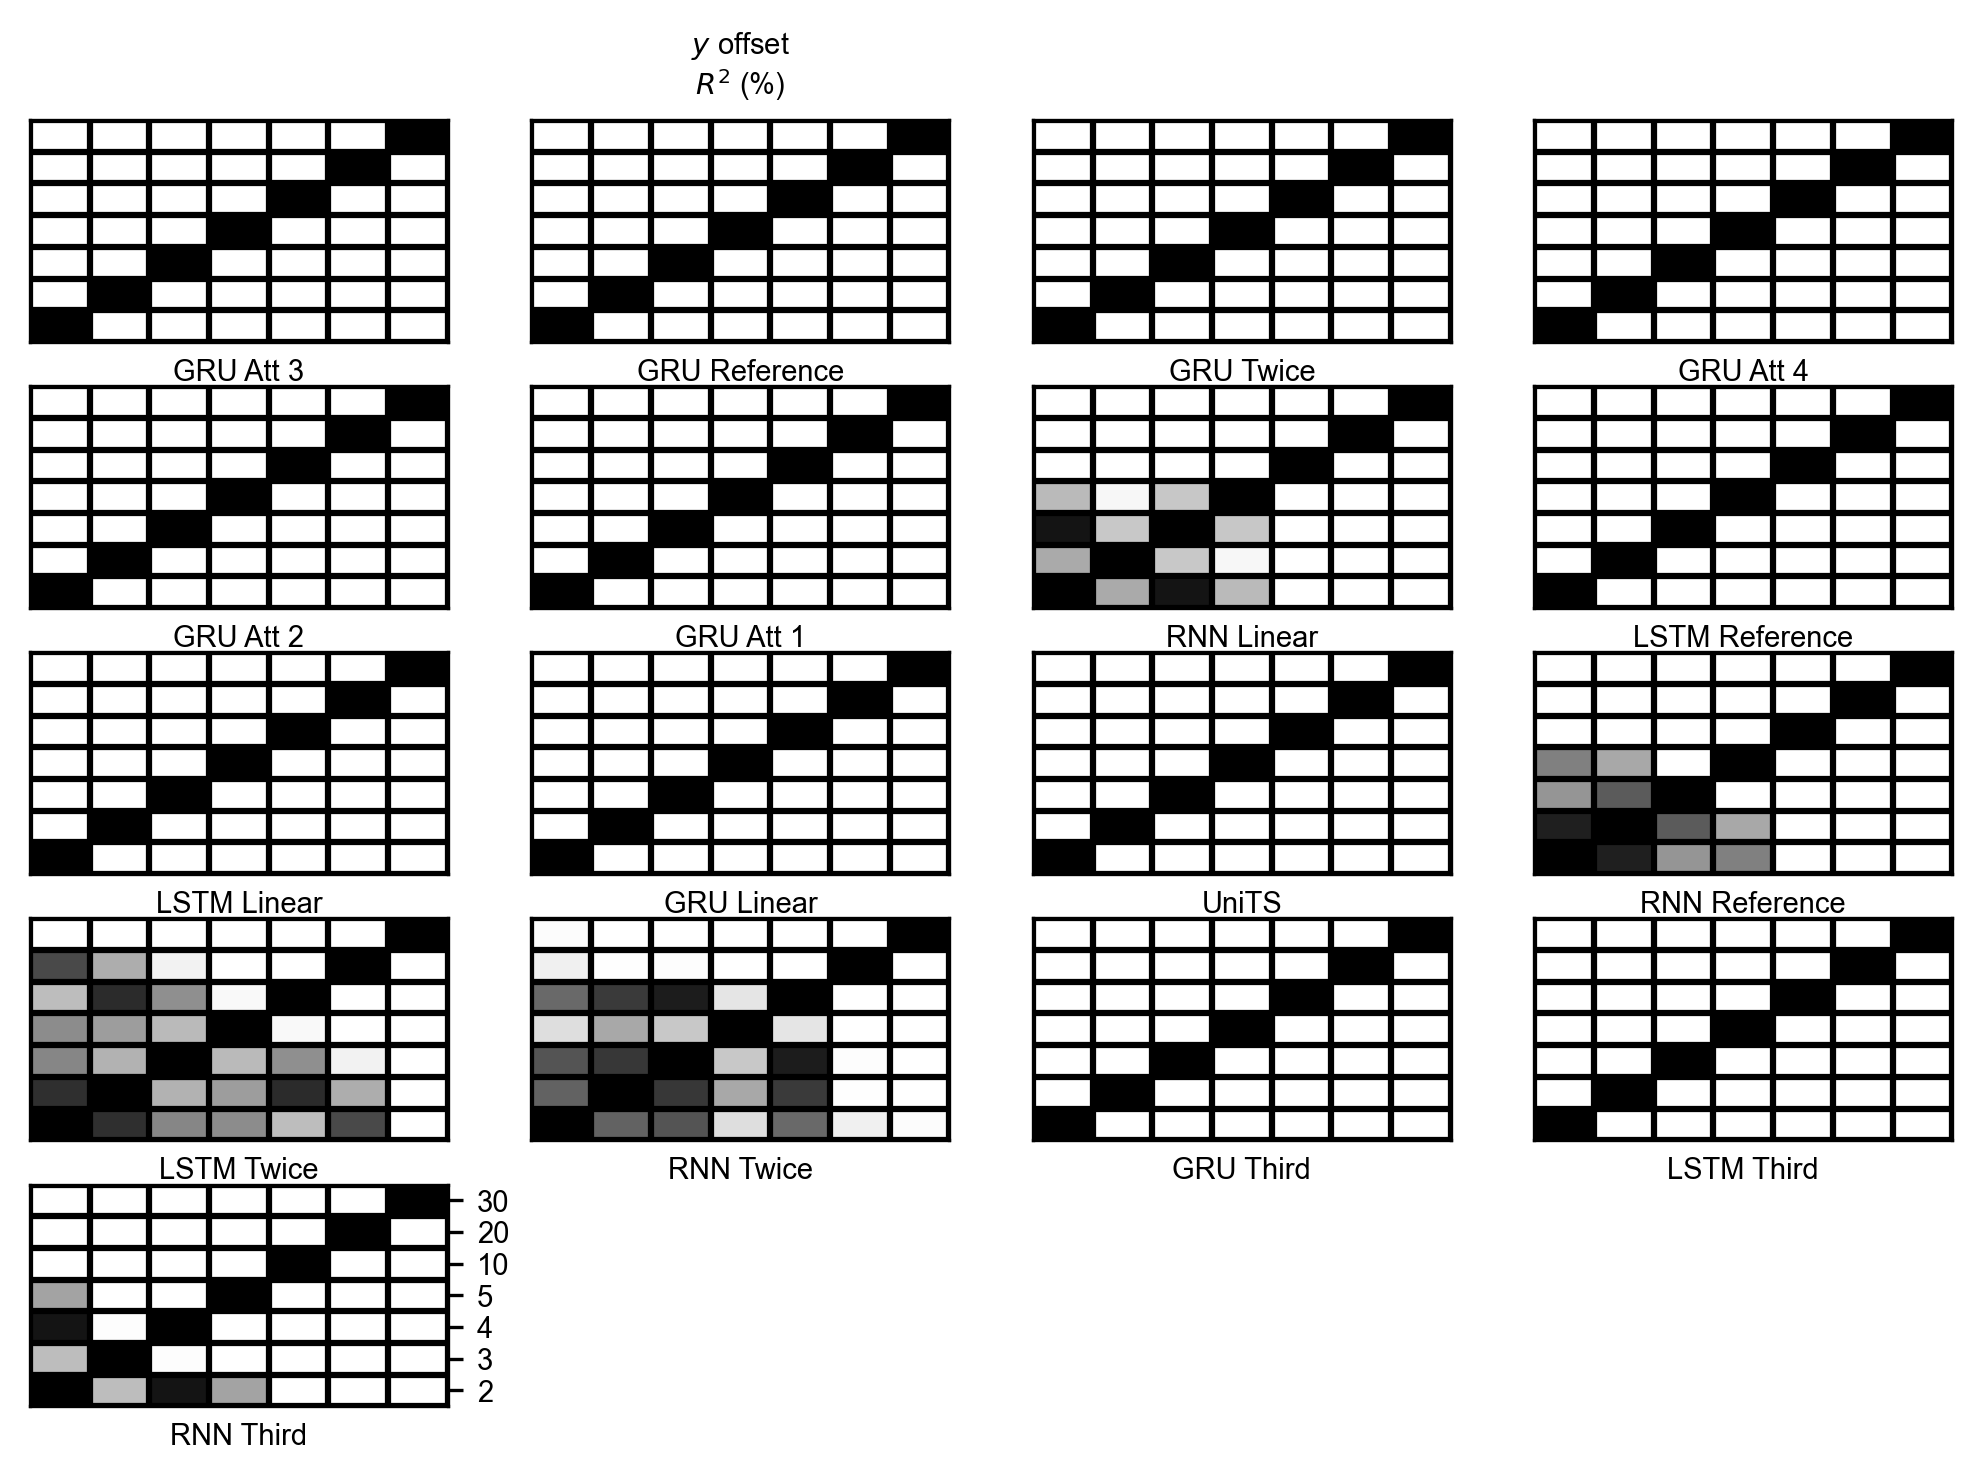 y offset
R² (%)
GRU Att 3
GRU Reference
GRU Twice
GRU Att 4
GRU Att 2
GRU Att 1
RNN Linear
LSTM Reference
LSTM Linear
GRU Linear
UniTS
RNN Reference
LSTM Twice
RNN Twice
GRU Third
LSTM Third
30
20
10
5
4
3
2
RNN Third